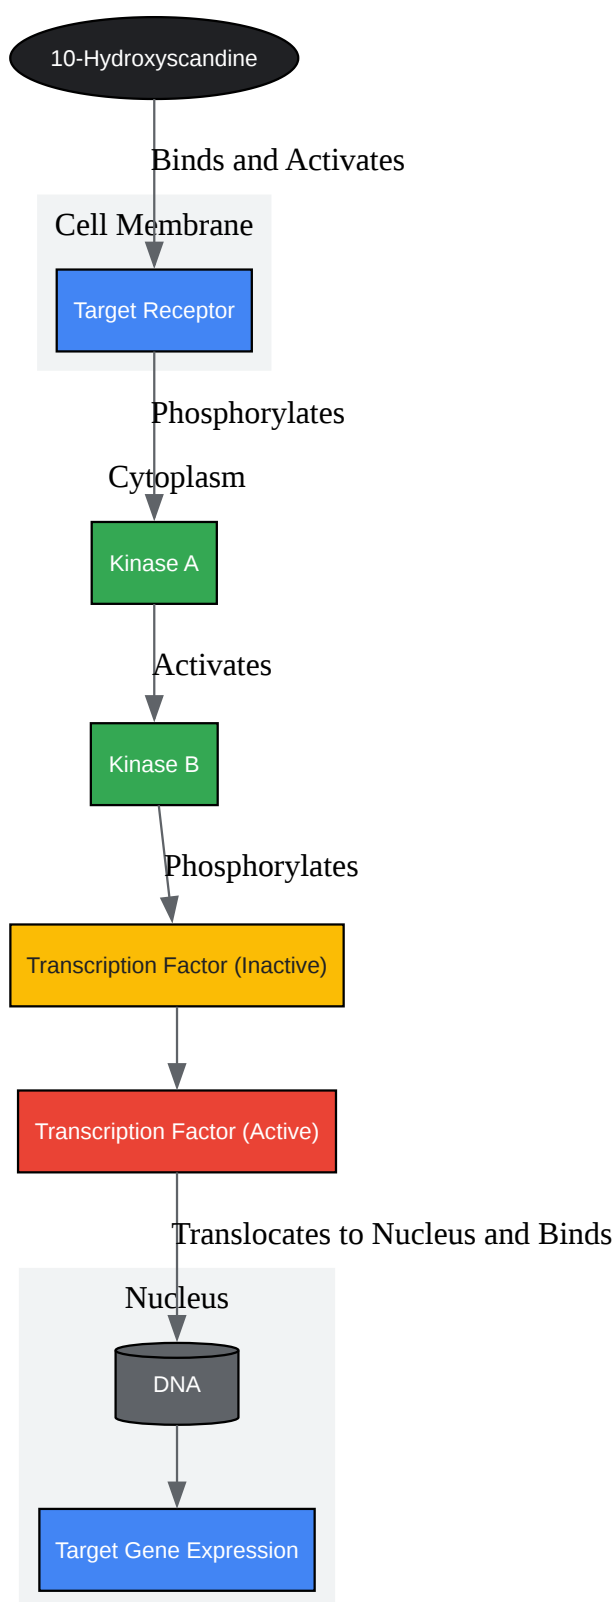 10-Hydroxyscandine
Binds and Activates
Cell Membrane
Target Receptor
Phosphorylates
Cytoplasm
Kinase A
Activates
Kinase B
Phosphorylates
Transcription Factor (Inactive)
Transcription Factor (Active)
Translocates to Nucleus and Binds
Nucleus
DNA
Target Gene Expression